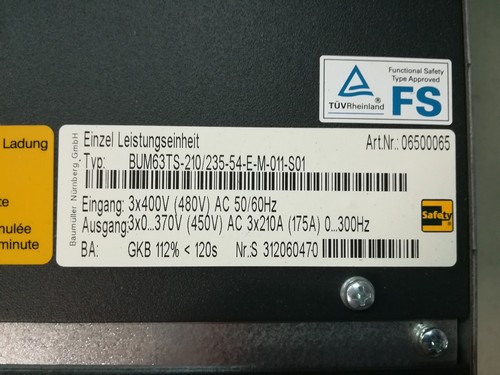 Functional Safety
Type Approved
TÜVRheinland
FS
Ladung
te
nulée
minute
Baumüller Nürnberg GmbH
Einzel Leistungseinheit
Art.Nr.: 06500065
Typ: BUM63TS-210/235-54-E-M-011-S01
Eingang: 3x400V (480V) AC 50/60Hz
Ausgang: 3x0...370V (450V) AC 3x210A (175A) 0...300Hz
BA: GKB 112% < 120s Nr.:S 312060470
Safety